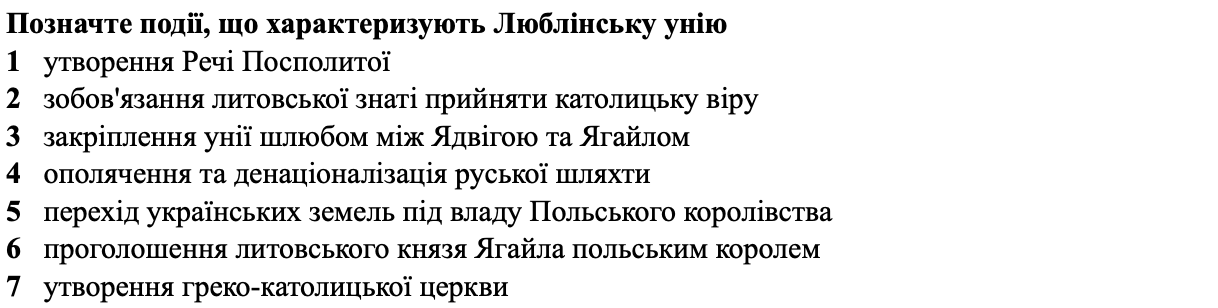 Позначте події, що характеризують Люблінську унію
1 утворення Речі Посполитої
2 зобов'язання литовської знаті прийняти католицьку віру
3 закріплення унії шлюбом між Ядвігою та Ягайлом
4 ополячення та денаціоналізація руської шляхти
5 перехід українських земель під владу Польського королівства
6 проголошення литовського князя Ягайла польським королем
7 утворення греко-католицької церкви